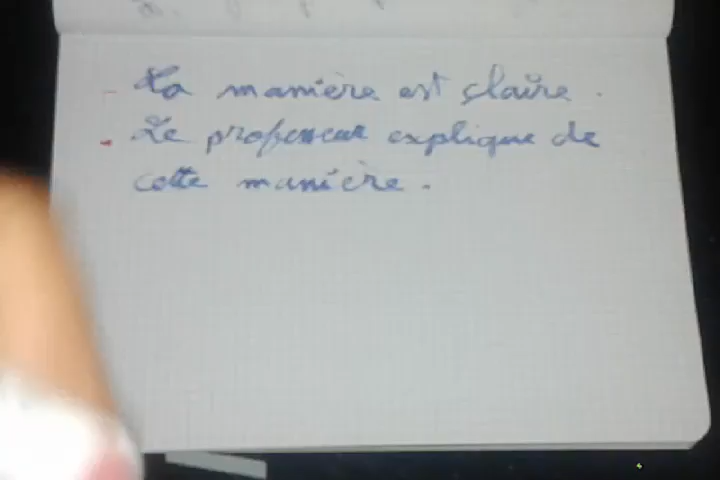 - La manière est claire.
- Le professeur explique de
cette manière.